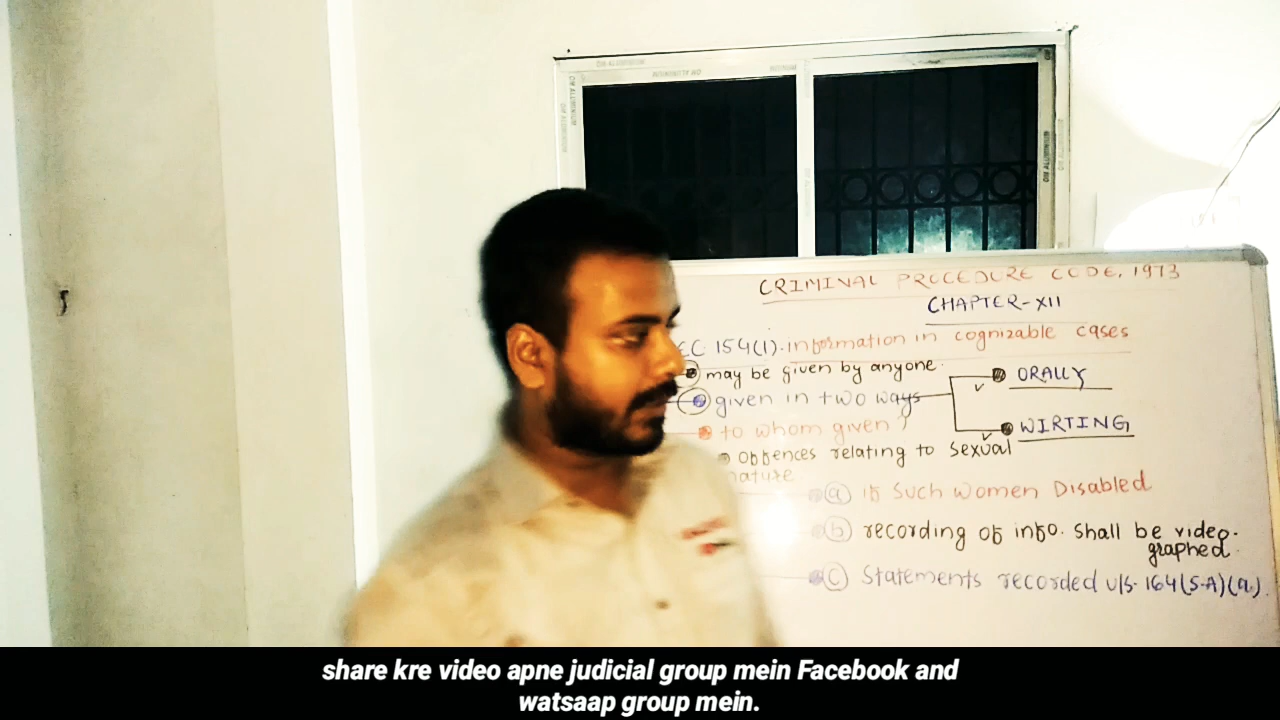 CRIMINAL PROCEDURE CODE, 1973
CHAPTER-XII
154(1). information in cognizable cases
may be given by anyone.
given in two ways
ORALLY
WIRTING
to whom given ?
offences relating to sexual
nature
(a) if such women Disabled
(b) recording of info. shall be video-
graphed.
(c) Statements recorded u/s. 164(5-A)(a).
share kre video apne judicial group mein Facebook and
watsaap group mein.